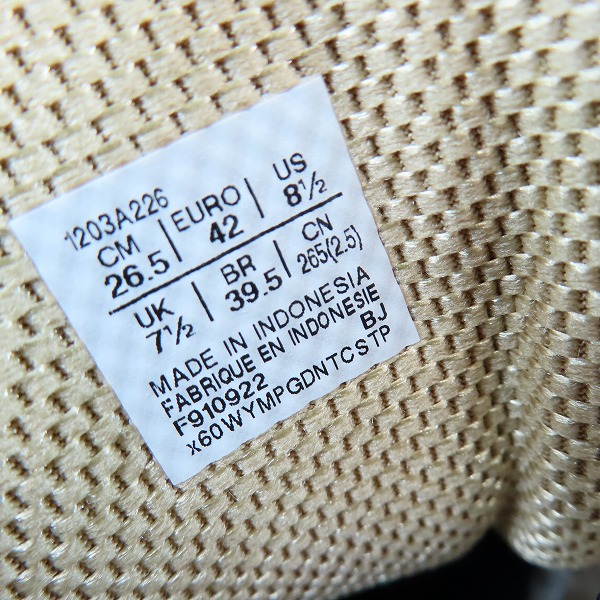 1203A226
CM EURO US
26.5 42 8½
UK BR CN
7½ 39.5 265(2.5)
MADE IN INDONESIA
FABRIQUE EN INDONESIE
F910922 BJ
x60WYMPGDNTCSTP